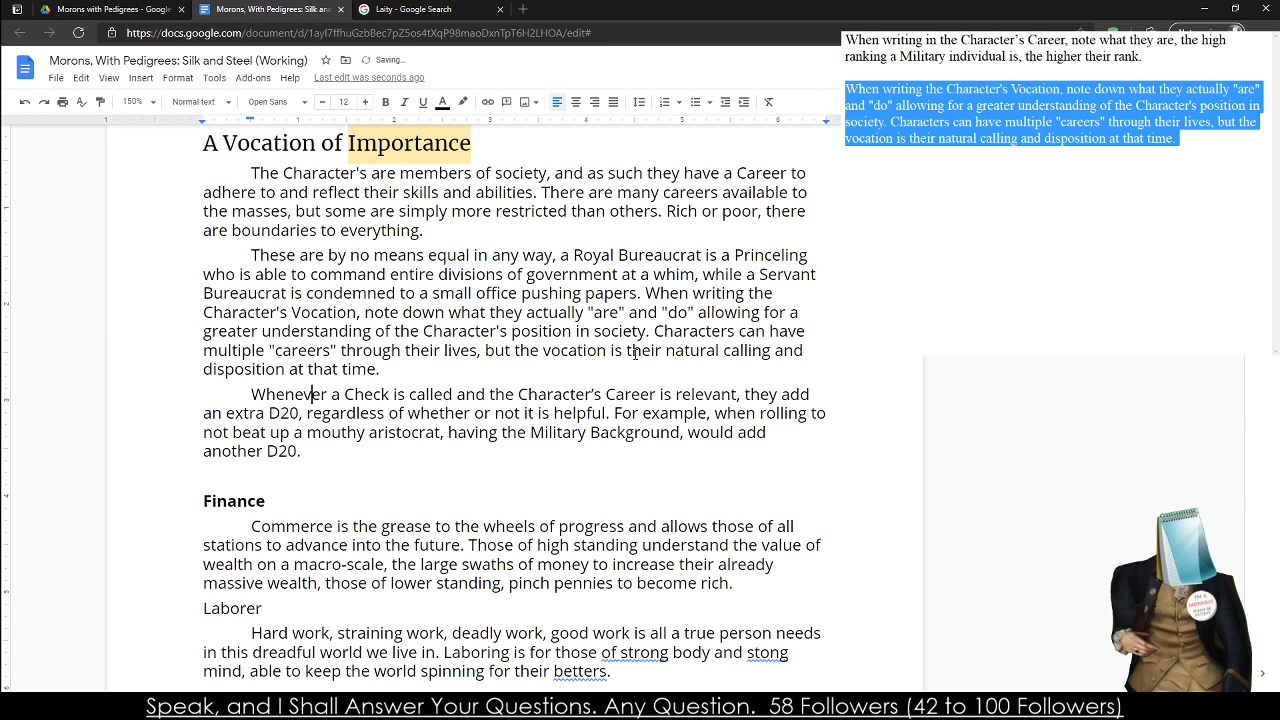 Morons with Pedigrees - Google
Morons, With Pedigrees: Silk and
Laity - Google Search
https://docs.google.com/document/d/1ayI7ffhuGzbBec7pZ5os4tXqP98maoDxnTpT6H2LHOA/edit#
Morons, With Pedigrees: Silk and Steel (Working)
Saving...
File Edit View Insert Format Tools Add-ons Help Last edit was seconds ago
150% Normal text Open Sans 12
When writing in the Character's Career, note what they are, the high
ranking a Military individual is, the higher their rank.
When writing the Character's Vocation, note down what they actually "are"
and "do" allowing for a greater understanding of the Character's position in
society. Characters can have multiple "careers" through their lives, but the
vocation is their natural calling and disposition at that time.
1 1 2 3 4 5 6
A Vocation of Importance
The Character's are members of society, and as such they have a Career to
adhere to and reflect their skills and abilities. There are many careers available to
the masses, but some are simply more restricted than others. Rich or poor, there
are boundaries to everything.
These are by no means equal in any way, a Royal Bureaucrat is a Princeling
who is able to command entire divisions of government at a whim, while a Servant
Bureaucrat is condemned to a small office pushing papers. When writing the
Character's Vocation, note down what they actually "are" and "do" allowing for a
greater understanding of the Character's position in society. Characters can have
multiple "careers" through their lives, but the vocation is their natural calling and
disposition at that time.
Whenever a Check is called and the Character's Career is relevant, they add
an extra D20, regardless of whether or not it is helpful. For example, when rolling to
not beat up a mouthy aristocrat, having the Military Background, would add
another D20.
Finance
Commerce is the grease to the wheels of progress and allows those of all
stations to advance into the future. Those of high standing understand the value of
wealth on a macro-scale, the large swaths of money to increase their already
massive wealth, those of lower standing, pinch pennies to become rich.
Laborer
Hard work, straining work, deadly work, good work is all a true person needs
in this dreadful world we live in. Laboring is for those of strong body and stong
mind, able to keep the world spinning for their betters.
I'M A
ARISTOCRAT
Speak, and I Shall Answer Your Questions. Any Question. 58 Followers (42 to 100 Followers)